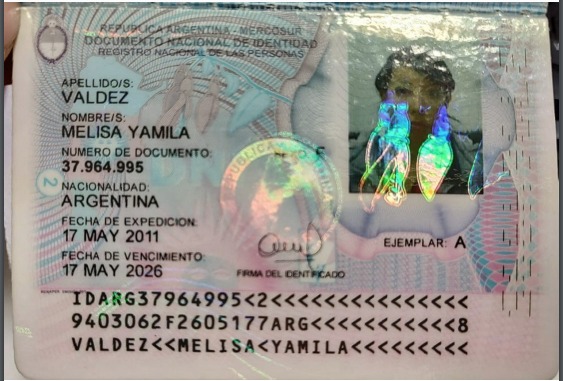 REPUBLICA ARGENTINA - MERCOSUR
DOCUMENTO NACIONAL DE IDENTIDAD
REGISTRO NACIONAL DE LAS PERSONAS
APELLIDO/S:
VALDEZ
NOMBRE/S:
MELISA YAMILA
NUMERO DE DOCUMENTO:
37.964.995
NACIONALIDAD:
ARGENTINA
FECHA DE EXPEDICION:
17 MAY 2011
FECHA DE VENCIMIENTO:
17 MAY 2026
2
FIRMA DEL IDENTIFICADO
EJEMPLAR: A
IDARG37964995<2<<<<<<<<<<<<<<<
9403062F2605177ARG<<<<<<<<<<<8
VALDEZ<<MELISA<YAMILA<<<<<<<<<